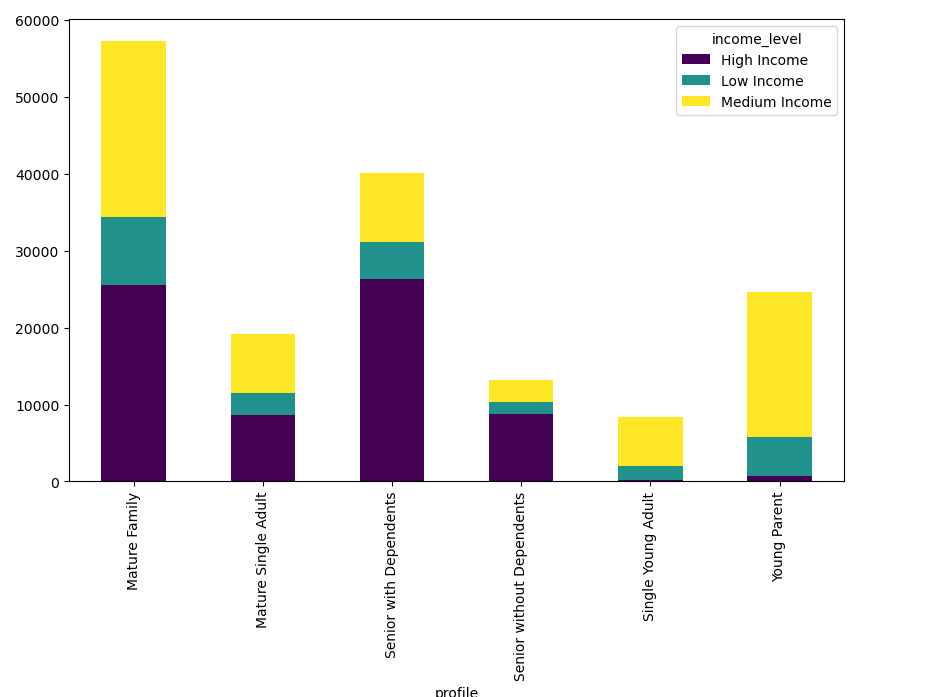 60000
50000
40000
30000
20000
10000
0
income_level
High Income
Low Income
Medium Income
Mature Family
Mature Single Adult
Senior with Dependents
Senior without Dependents
Single Young Adult
Young Parent
profile